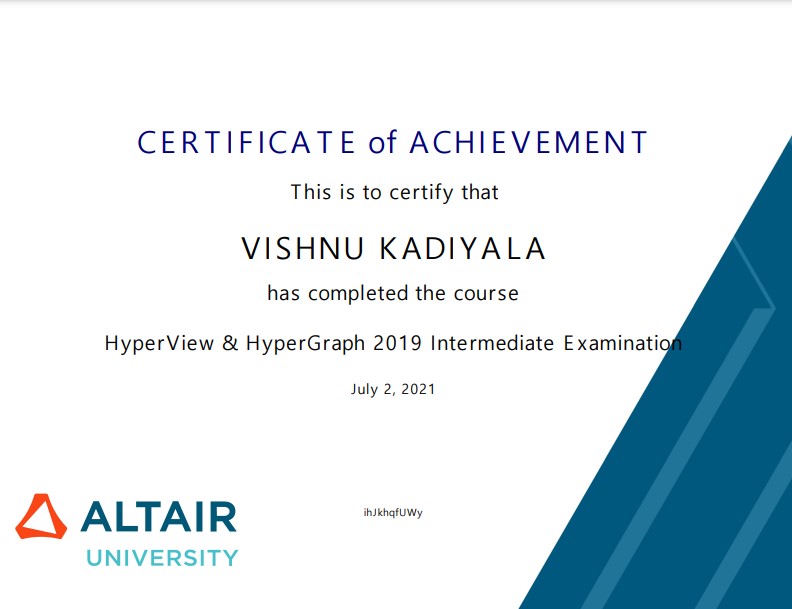 CERTIFICATE of ACHIEVEMENT
This is to certify that
VISHNU KADIYALA
has completed the course
HyperView & HyperGraph 2019 Intermediate Examination
July 2, 2021
ihJkhqfUWy
ALTAIR
UNIVERSITY